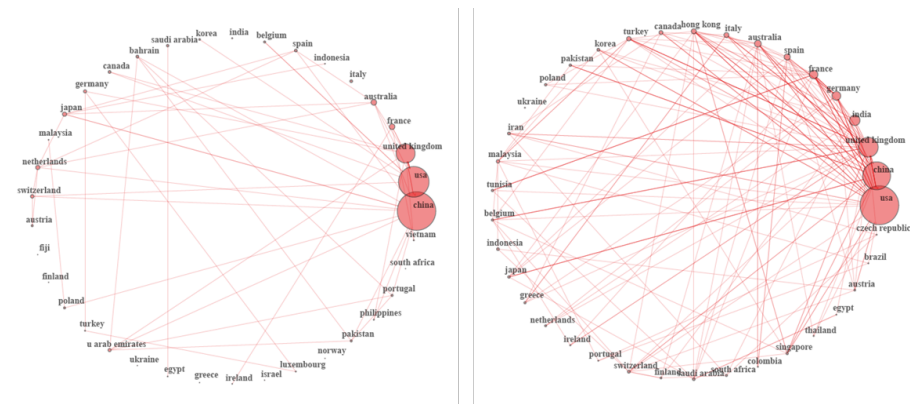 korea
india
belgium
saudi arabia
spain
bahrain
indonesia
canada
italy
germany
australia
japan
france
malaysia
united kingdom
netherlands
usa
switzerland
china
austria
vietnam
fiji
south africa
finland
portugal
poland
philippines
turkey
pakistan
u arab emirates
norway
ukraine
luxembourg
egypt
israel
greece
ireland
canada
hong kong
italy
turkey
australia
korea
spain
pakistan
france
poland
germany
ukraine
india
iran
united kingdom
malaysia
china
tunisia
usa
belgium
czech republic
indonesia
brazil
japan
austria
greece
egypt
netherlands
thailand
ireland
singapore
portugal
colombia
switzerland
south africa
finland
saudi arabia